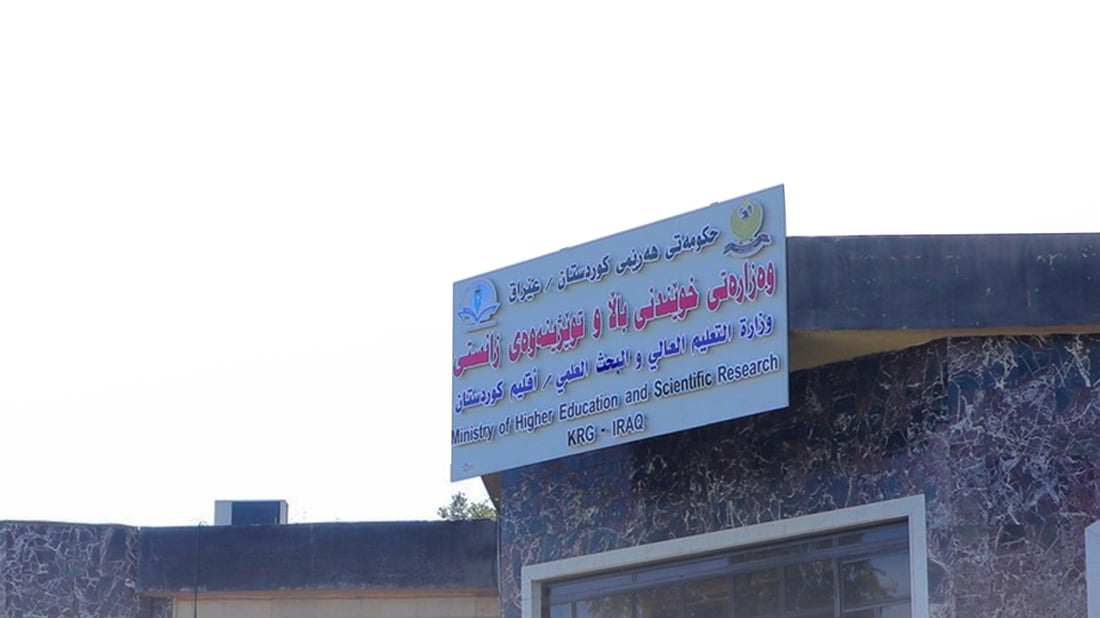 حکومەتی هەرێمی کوردستان / عێراق
وەزارەتی خوێندنی باڵا و توێژینەوەی زانستی
وزارة التعليم العالي و البحث العلمي / أقليم كوردستان
Ministry of Higher Education and Scientific Research
KRG - IRAQ